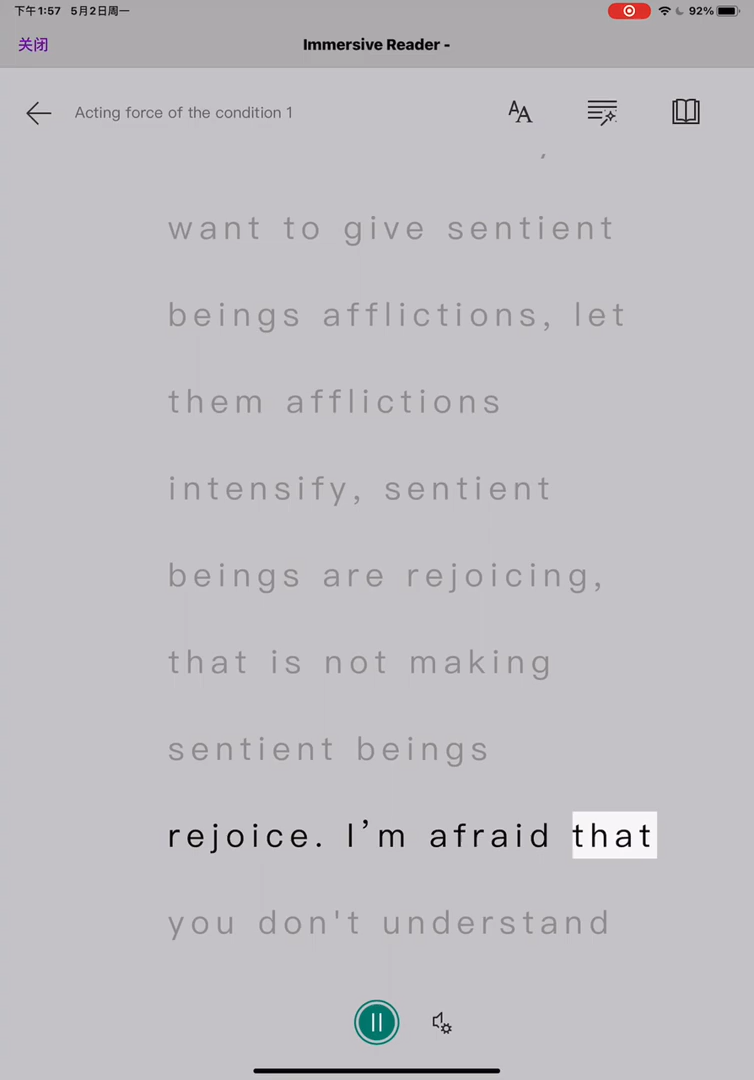 下午1:57 5月2日周一
92%
关闭
Immersive Reader -
Acting force of the condition 1
want to give sentient
beings afflictions, let
them afflictions
intensify, sentient
beings are rejoicing,
that is not making
sentient beings
rejoice. I’m afraid that
you don't understand